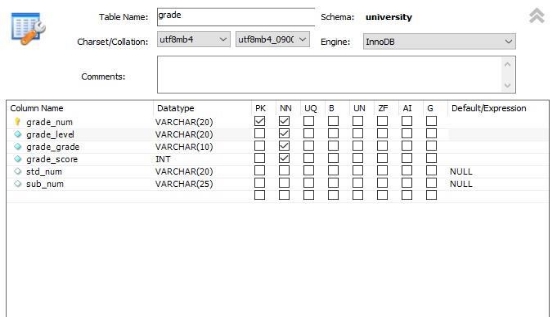 Table Name: grade Schema: university
Charset/Collation: utf8mb4 utf8mb4_090( Engine: InnoDB
Comments:
Column Name Datatype PK NN UQ B UN ZF AI G Default/Expression
grade_num VARCHAR(20)
grade_level VARCHAR(20)
grade_grade VARCHAR(10)
grade_score INT
std_num VARCHAR(20) NULL
sub_num VARCHAR(25) NULL